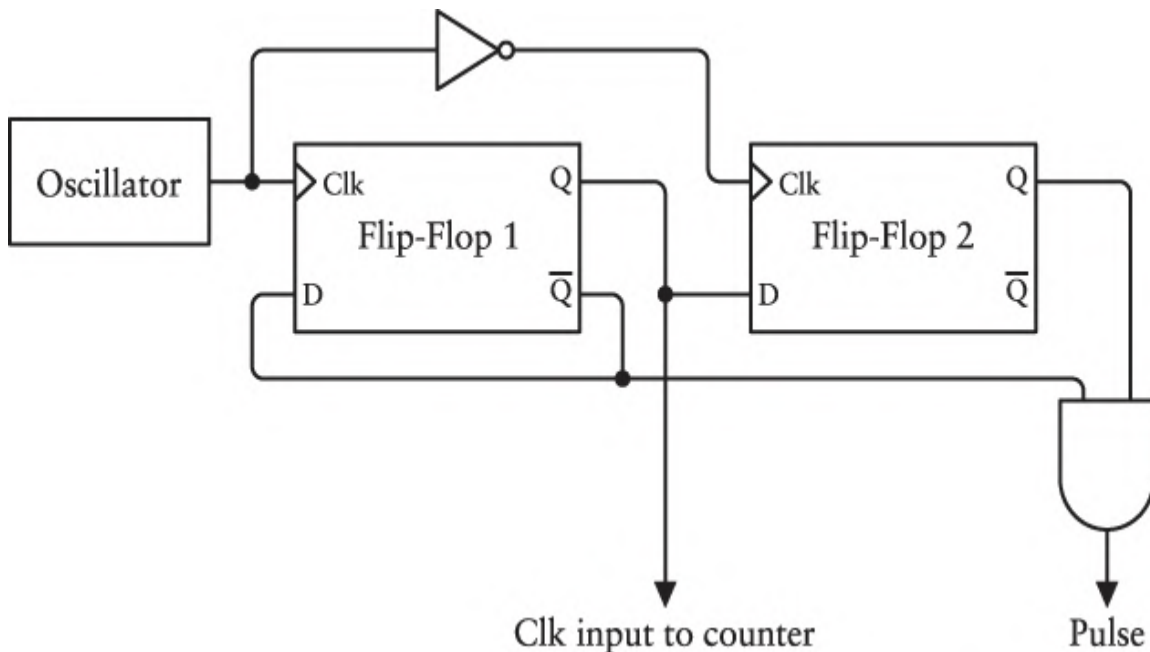 Oscillator
Clk
Q
Flip-Flop 1
D
Q̅
Clk
Q
Flip-Flop 2
D
Q̅
Clk input to counter
Pulse